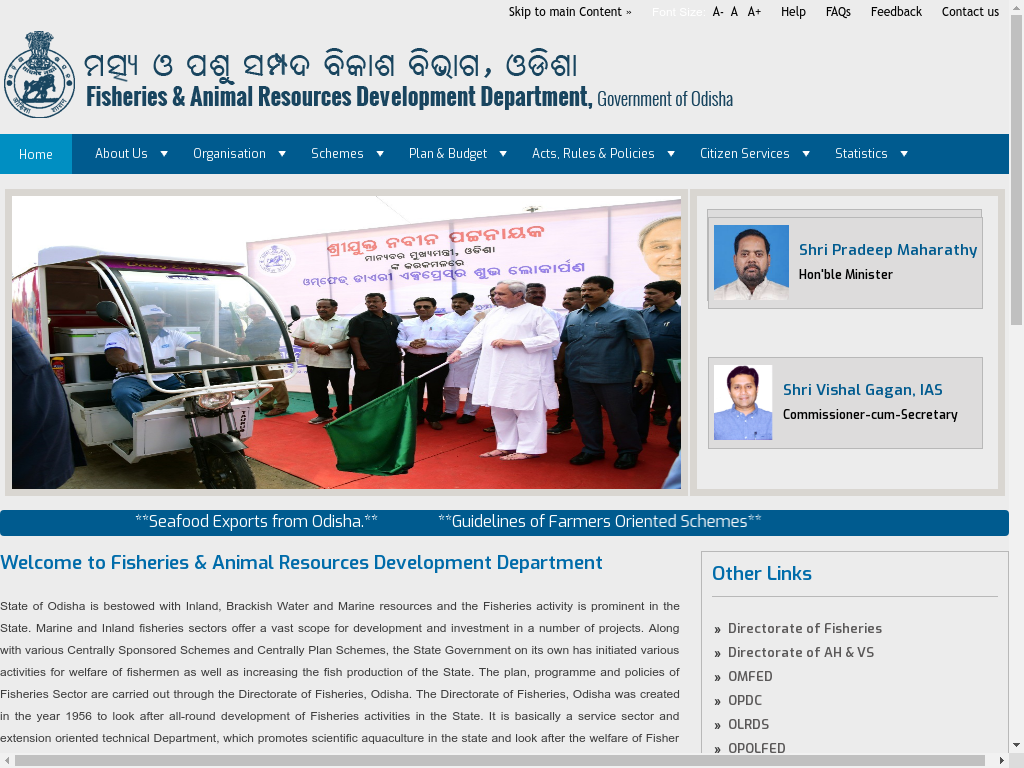 Skip to main Content »
Font Size: A- A A+
Help
FAQs
Feedback
Contact us
ମତ୍ସ୍ୟ ଓ ପଶୁ ସମ୍ପଦ ବିକାଶ ବିଭାଗ, ଓଡିଶା
Fisheries & Animal Resources Development Department, Government of Odisha
Home About Us Organisation Schemes Plan & Budget Acts, Rules & Policies Citizen Services Statistics
ଶ୍ରୀଯୁକ୍ତ ନବୀନ ପଟ୍ଟନାୟକ
ମାନ୍ୟବର ମୁଖ୍ୟମନ୍ତ୍ରୀ, ଓଡ଼ିଶା
ଙ୍କ କରକମଳରେ
ଓମ୍‌ଫେଡ୍ ଡାଏରୀ ଏକ୍ସପ୍ରେସ୍‌ର ଶୁଭ ଲୋକାର୍ପଣ
Shri Pradeep Maharathy
Hon'ble Minister
Shri Vishal Gagan, IAS
Commissioner-cum-Secretary
**Seafood Exports from Odisha.** **Guidelines of Farmers Oriented Schemes**
Welcome to Fisheries & Animal Resources Development Department
State of Odisha is bestowed with Inland, Brackish Water and Marine resources and the Fisheries activity is prominent in the
State. Marine and Inland fisheries sectors offer a vast scope for development and investment in a number of projects. Along
with various Centrally Sponsored Schemes and Centrally Plan Schemes, the State Government on its own has initiated various
activities for welfare of fishermen as well as increasing the fish production of the State. The plan, programme and policies of
Fisheries Sector are carried out through the Directorate of Fisheries, Odisha. The Directorate of Fisheries, Odisha was created
in the year 1956 to look after all-round development of Fisheries activities in the State. It is basically a service sector and
extension oriented technical Department, which promotes scientific aquaculture in the state and look after the welfare of Fisher
Other Links
» Directorate of Fisheries
» Directorate of AH & VS
» OMFED
» OPDC
» OLRDS
» OPOLFED